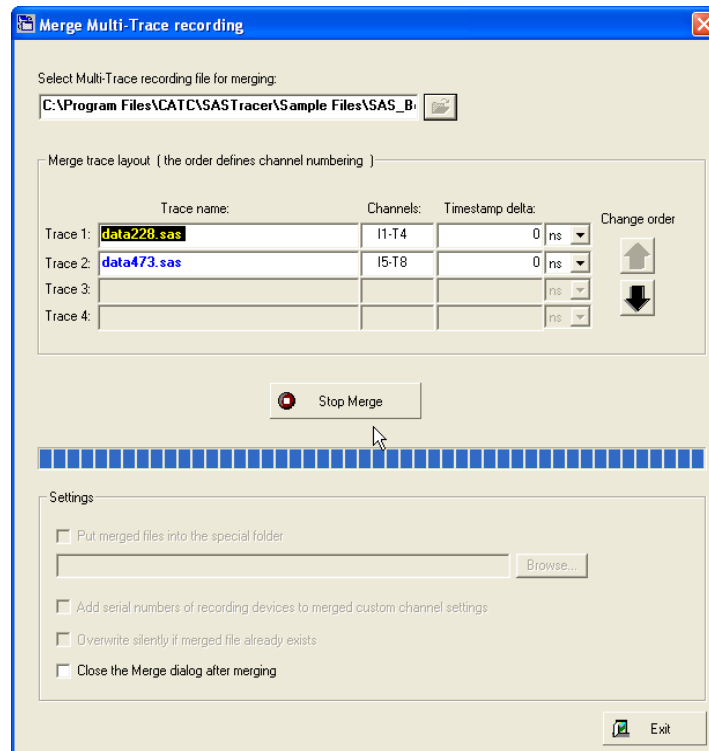 Merge Multi-Trace recording
Select Multi-Trace recording file for merging:
C:\Program Files\CATC\SASTracer\Sample Files\SAS_B
Merge trace layout ( the order defines channel numbering )
Trace name: Channels: Timestamp delta: Change order
Trace 1: data228.sas I1-T4 0 ns
Trace 2: data473.sas I5-T8 0 ns
Trace 3: ns
Trace 4: ns
Stop Merge
Settings
Put merged files into the special folder
Browse...
Add serial numbers of recording devices to merged custom channel settings
Overwrite silently if merged file already exists
Close the Merge dialog after merging
Exit